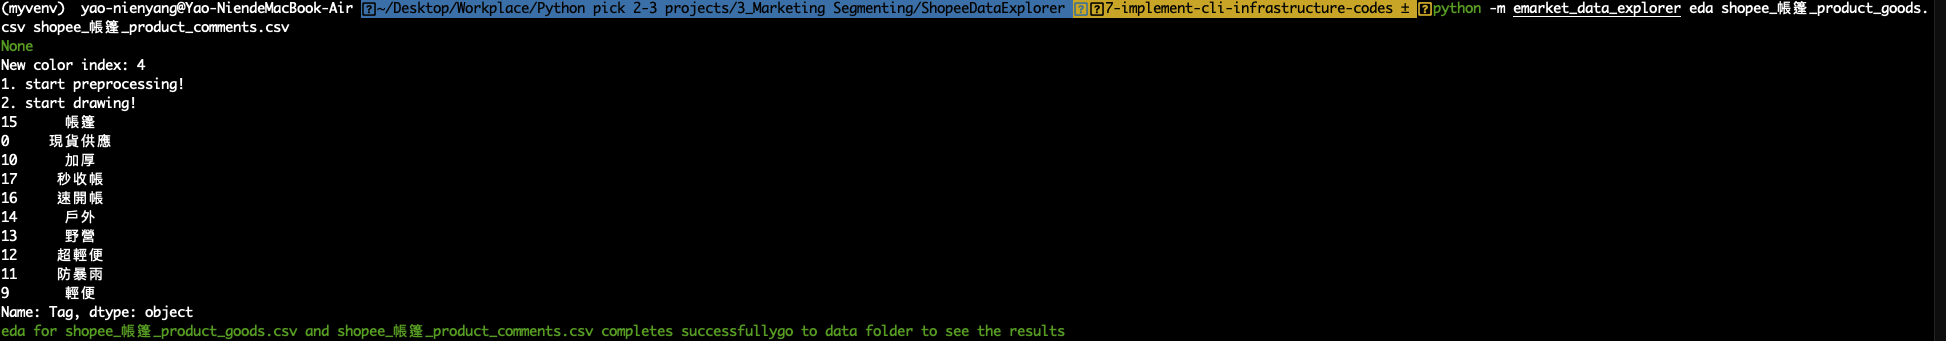 (myvenv)  yao-nienyang@Yao-NiendeMacBook-Air  ~/Desktop/Workplace/Python pick 2-3 projects/3_Marketing Segmenting/ShopeeDataExplorer  7-implement-cli-infrastructure-codes ± python -m emarket_data_explorer eda shopee_帳篷_product_goods.
csv shopee_帳篷_product_comments.csv
None
New color index: 4
1. start preprocessing!
2. start drawing!
15 帳篷
0 現貨供應
10 加厚
17 秒收帳
16 速開帳
14 戶外
13 野營
12 超輕便
11 防暴雨
9 輕便
Name: Tag, dtype: object
eda for shopee_帳篷_product_goods.csv and shopee_帳篷_product_comments.csv completes successfullygo to data folder to see the results